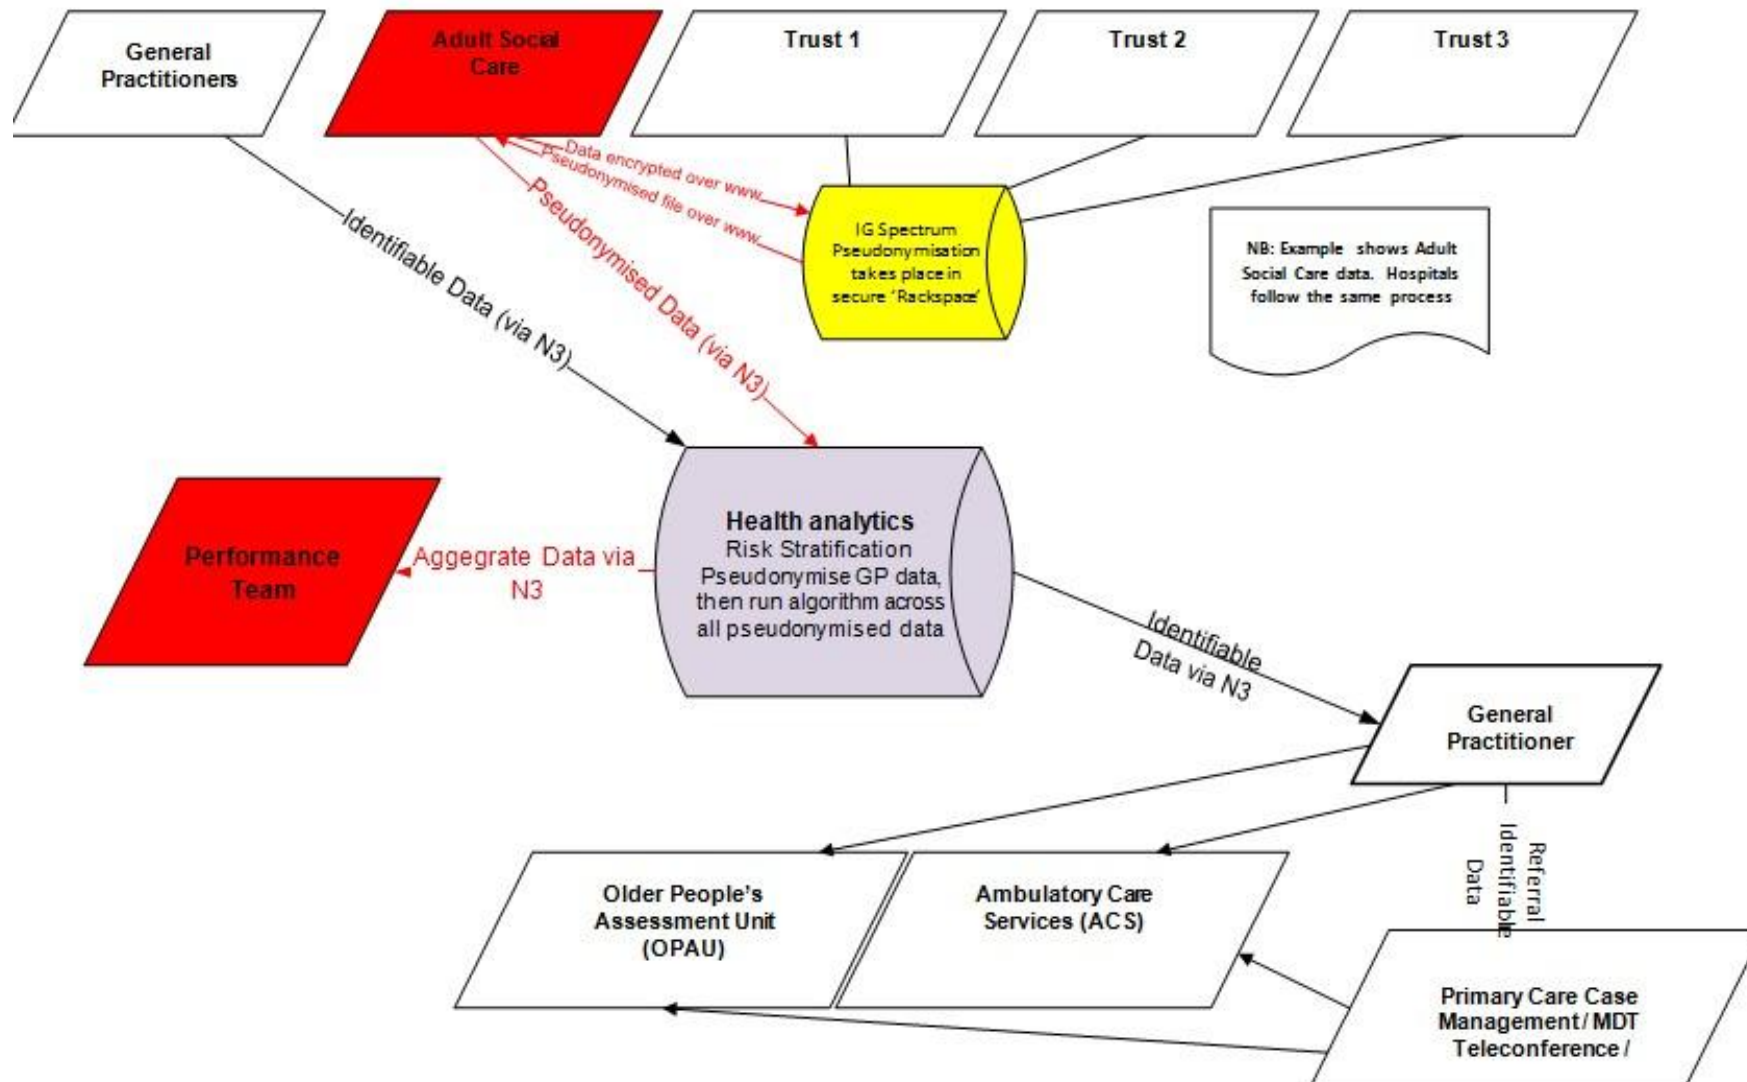 General
Practitioners
Adult Social
Care
Trust 1
Trust 2
Trust 3
Data encrypted over www
Pseudonymised file over www
Pseudonymised Data (via N3)
Identifiable Data (via N3)
IG Spectrum
Pseudonymisation
takes place in
secure ‘Rackspace’
NB: Example shows Adult
Social Care data. Hospitals
follow the same process
Performance
Team
Aggegrate Data via
N3
Health analytics
Risk Stratification
Pseudonymise GP data,
then run algorithm across
all pseudonymised data
Identifiable
Data via N3
General
Practitioner
Referral
Identifiable
Data
Older People’s
Assessment Unit
(OPAU)
Ambulatory Care
Services (ACS)
Primary Care Case
Management / MDT
Teleconference /